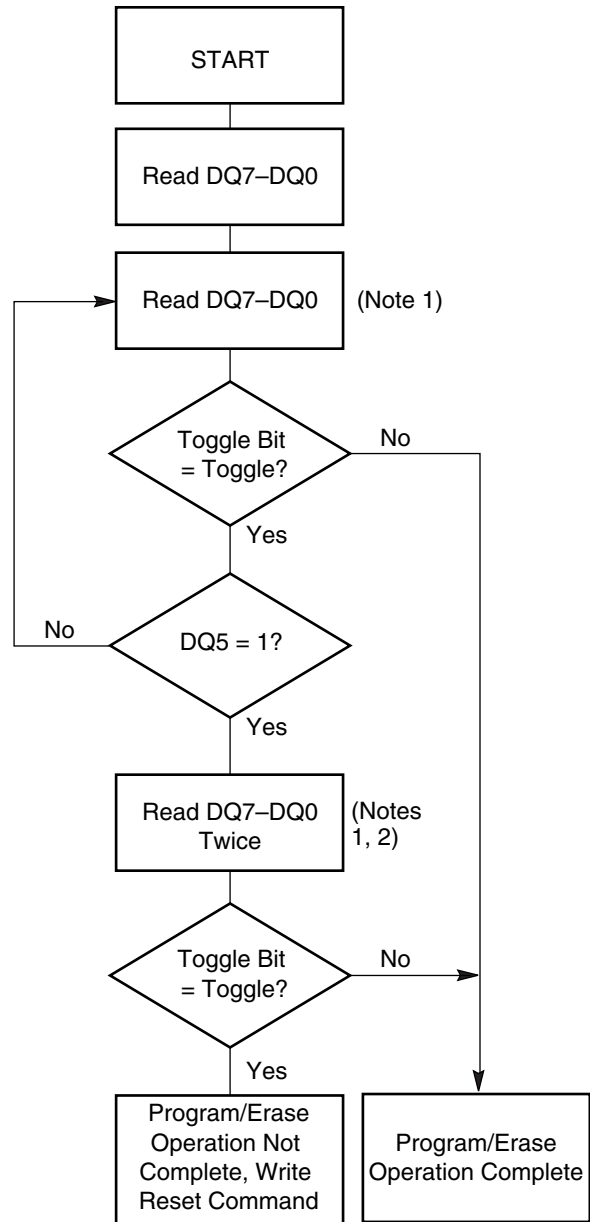 START
Read DQ7–DQ0
Read DQ7–DQ0
(Note 1)
Toggle Bit
= Toggle?
No
Yes
No
DQ5 = 1?
Yes
Read DQ7–DQ0
Twice
(Notes
1, 2)
Toggle Bit
= Toggle?
No
Yes
Program/Erase
Operation Not
Complete, Write
Reset Command
Program/Erase
Operation Complete